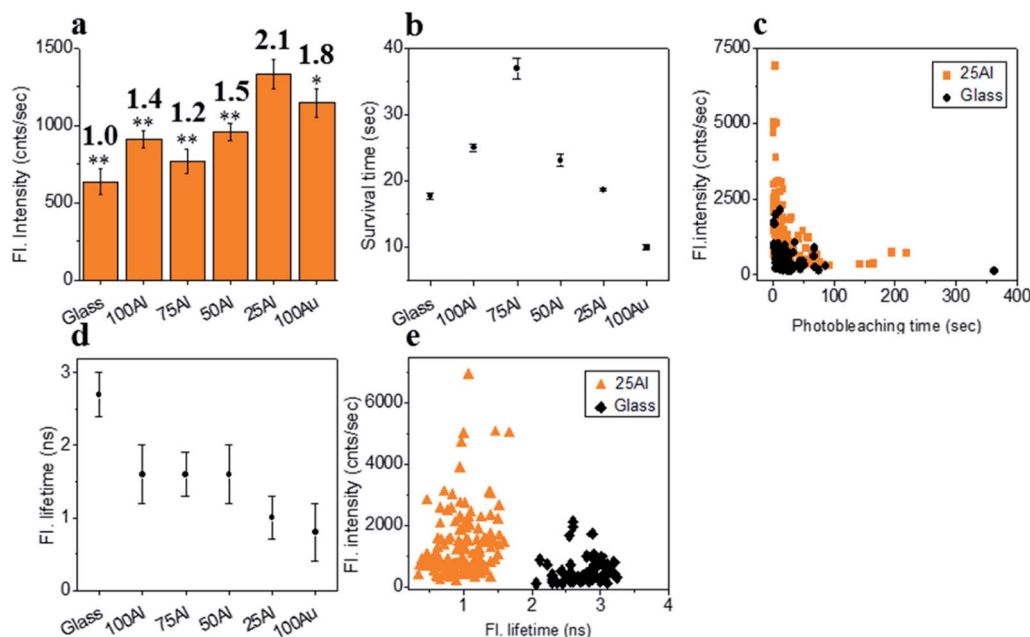 a
Fl. Intensity (cnts/sec)
1500
1000
500
0
1.0
**
1.4
**
1.2
**
1.5
**
2.1
1.8
*
Glass
100Al
75Al
50Al
25Al
100Au
b
Survival time (sec)
40
30
20
10
Glass
100Al
75Al
50Al
25Al
100Au
c
Fl.intensity (cnts/sec)
7500
5000
2500
0
25Al
Glass
0 100 200 300 400
Photobleaching time (sec)
d
Fl. lifetime (ns)
3
2
1
0
Glass
100Al
75Al
50Al
25Al
100Au
e
Fl. intensity (cnts/sec)
6000
4000
2000
0
25Al
Glass
1 2 3 4
Fl. lifetime (ns)